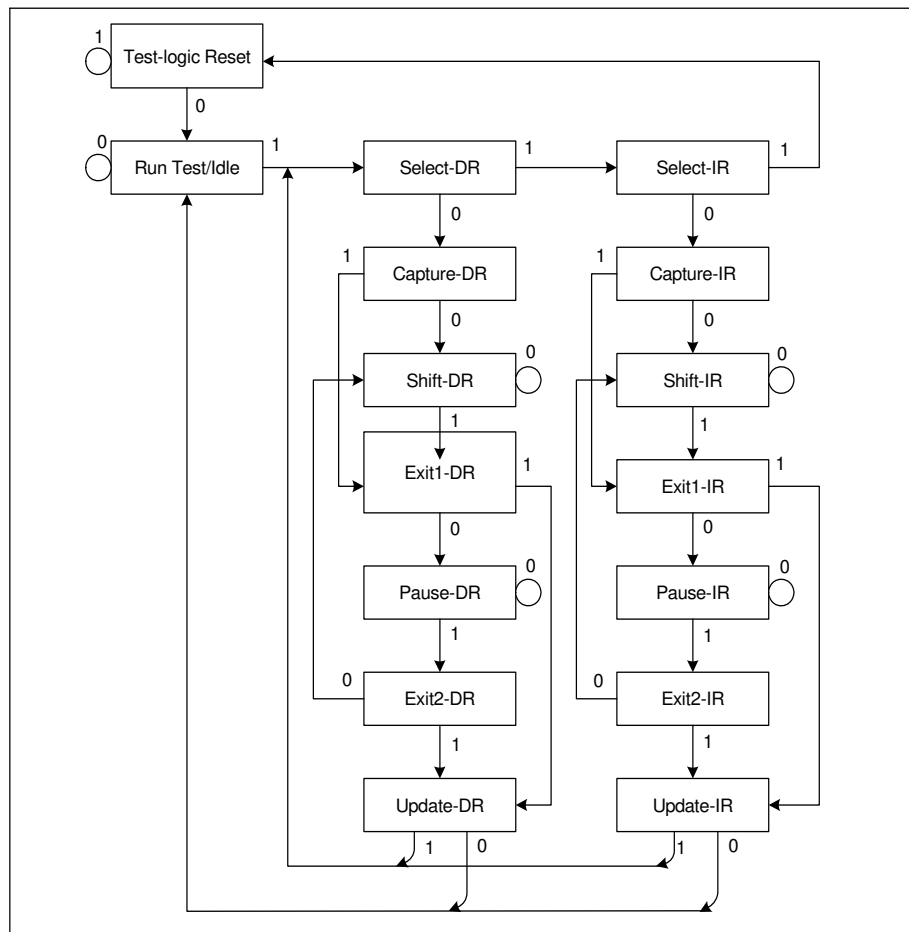 1
Test-logic Reset
0
0
Run Test/Idle
1
Select-DR
1
Select-IR
1
0
0
1
Capture-DR
1
Capture-IR
0
0
Shift-DR
0
Shift-IR
0
1
1
Exit1-DR
1
Exit1-IR
1
0
0
Pause-DR
0
Pause-IR
0
1
1
0
Exit2-DR
0
Exit2-IR
1
1
Update-DR
Update-IR
1
0
1
0